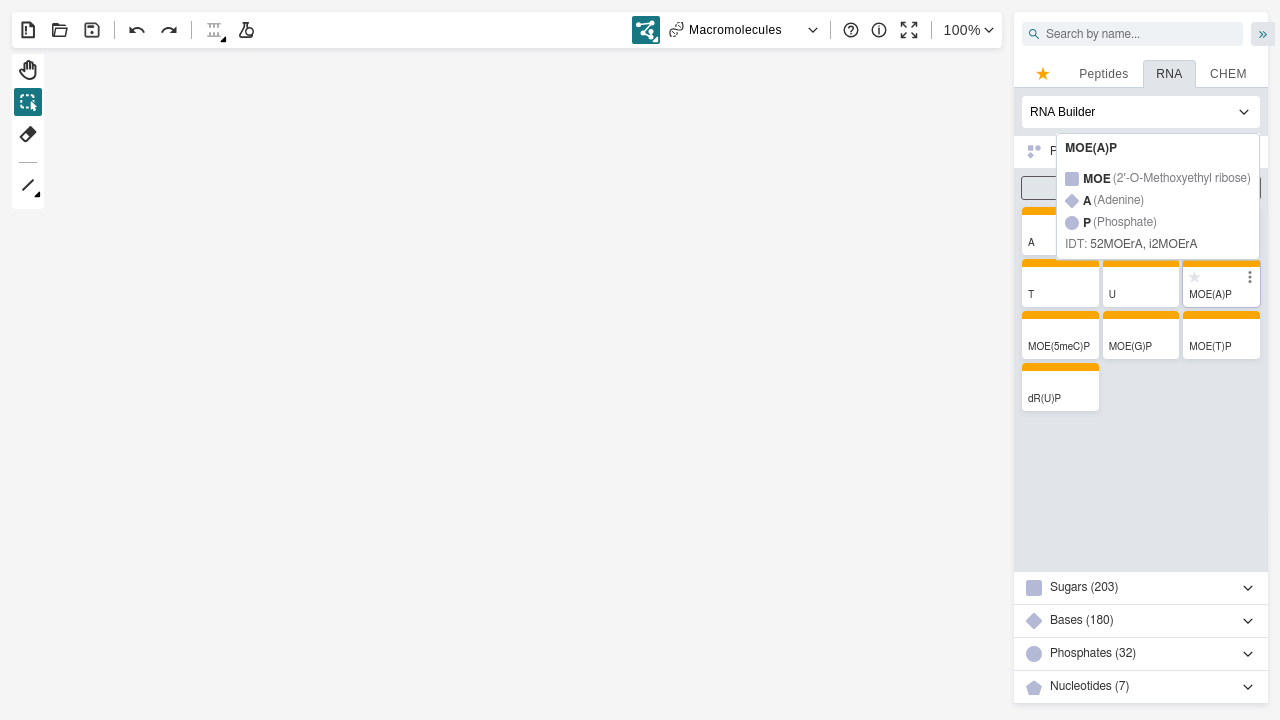 Macromolecules
100%
Search by name...
Peptides
RNA
CHEM
RNA Builder
MOE(A)P
MOE (2'-O-Methoxyethyl ribose)
A (Adenine)
P (Phosphate)
IDT: 52MOErA, i2MOErA
A
T
U
MOE(A)P
MOE(5meC)P
MOE(G)P
MOE(T)P
dR(U)P
Sugars (203)
Bases (180)
Phosphates (32)
Nucleotides (7)